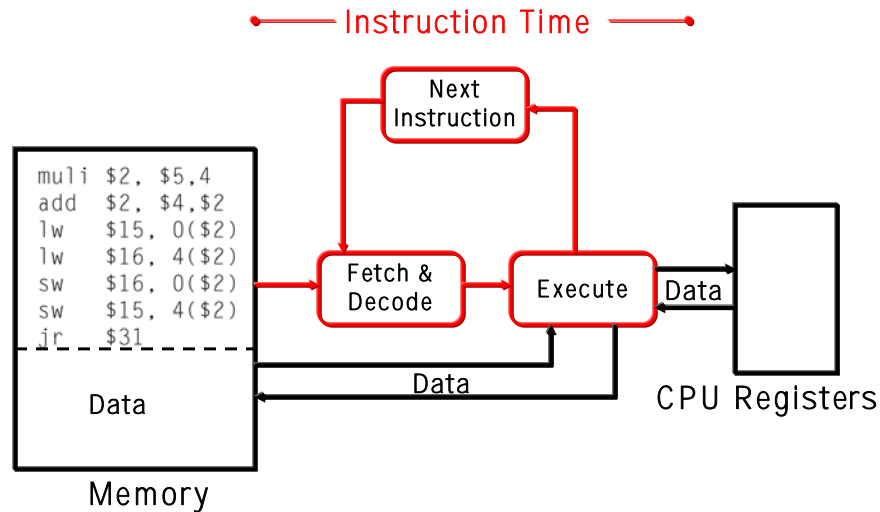 Instruction Time
Next
Instruction
muli $2, $5,4
add $2, $4,$2
lw $15, 0($2)
lw $16, 4($2)
sw $16, 0($2)
sw $15, 4($2)
jr $31
Fetch &
Decode
Execute
Data
Data
Data
CPU Registers
Memory